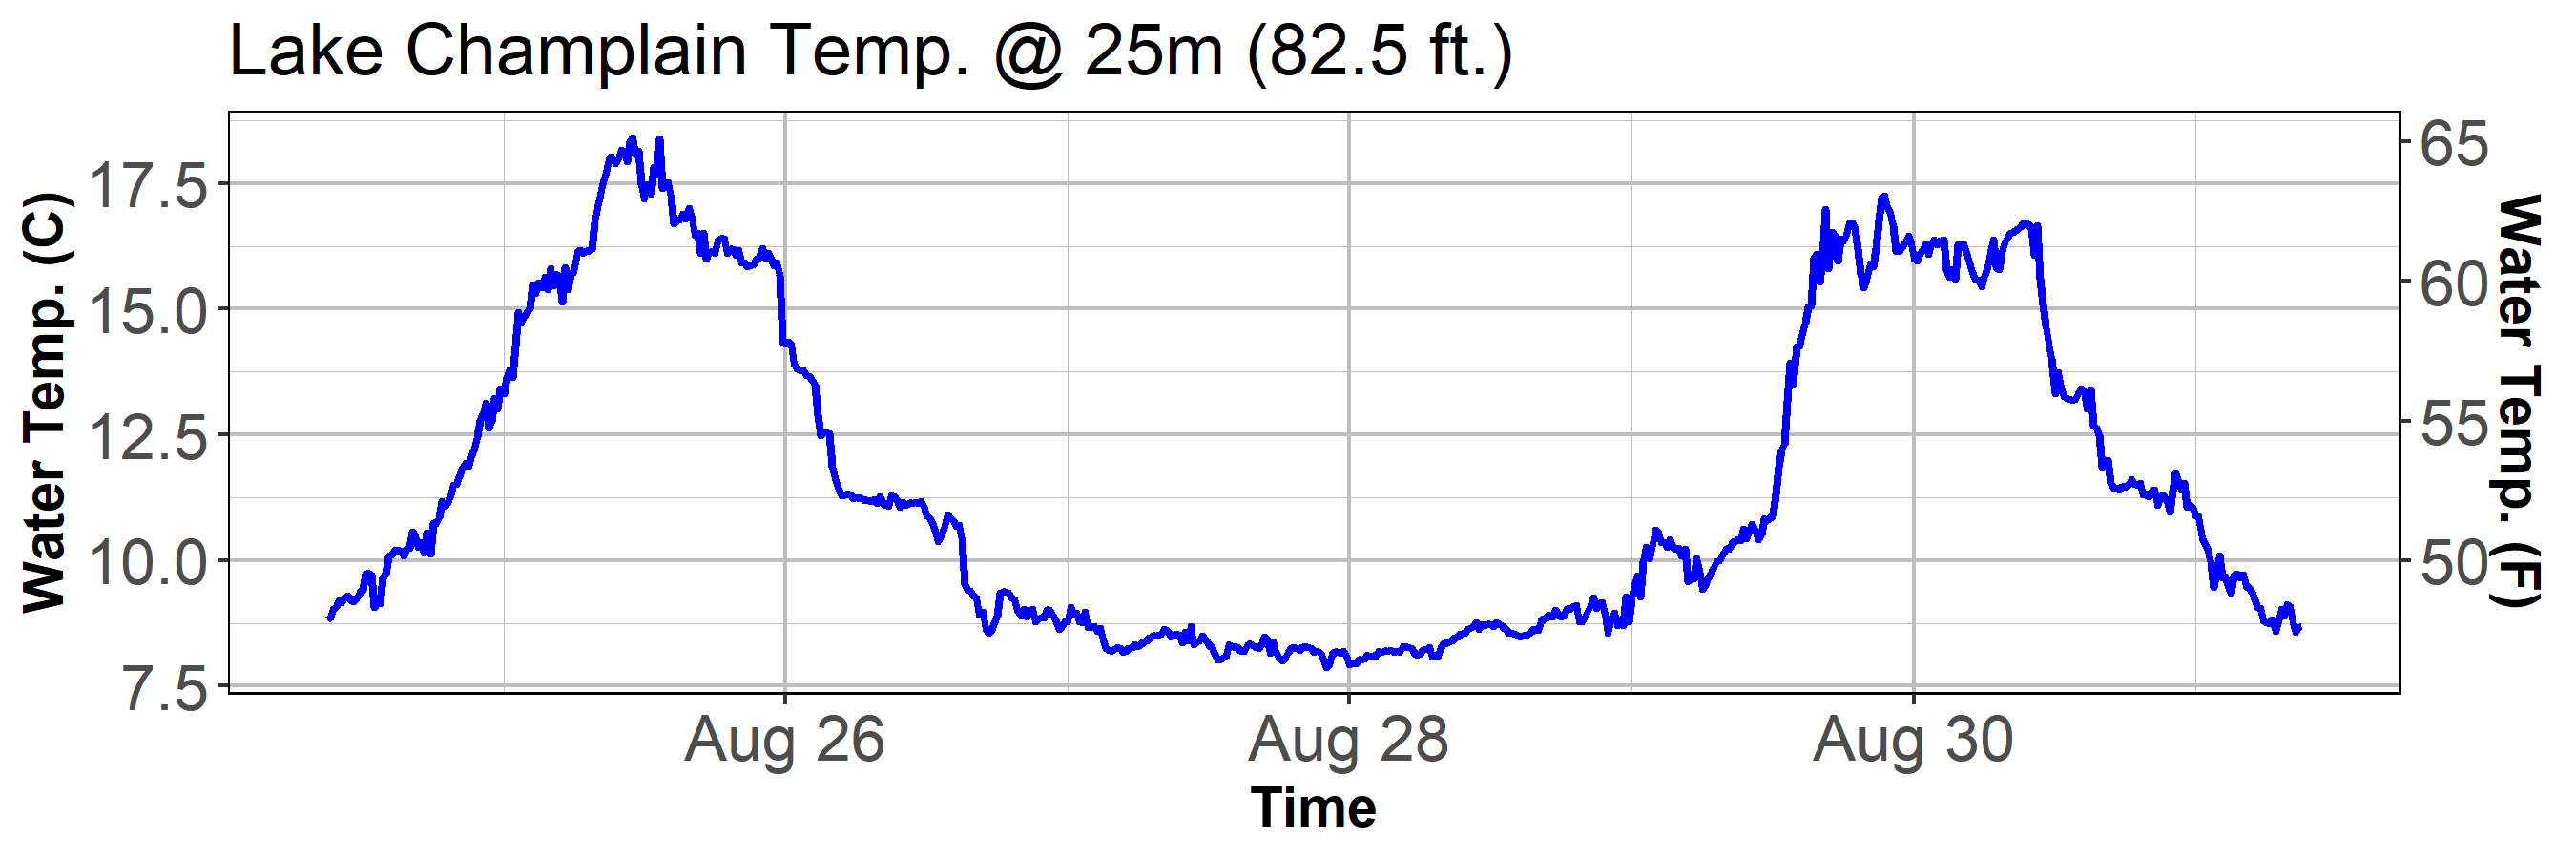 Lake Champlain Temp. @ 25m (82.5 ft.)
Water Temp. (C)
17.5
15.0
12.5
10.0
7.5
65
60
55
50
Water Temp. (F)
Aug 26
Aug 28
Aug 30
Time